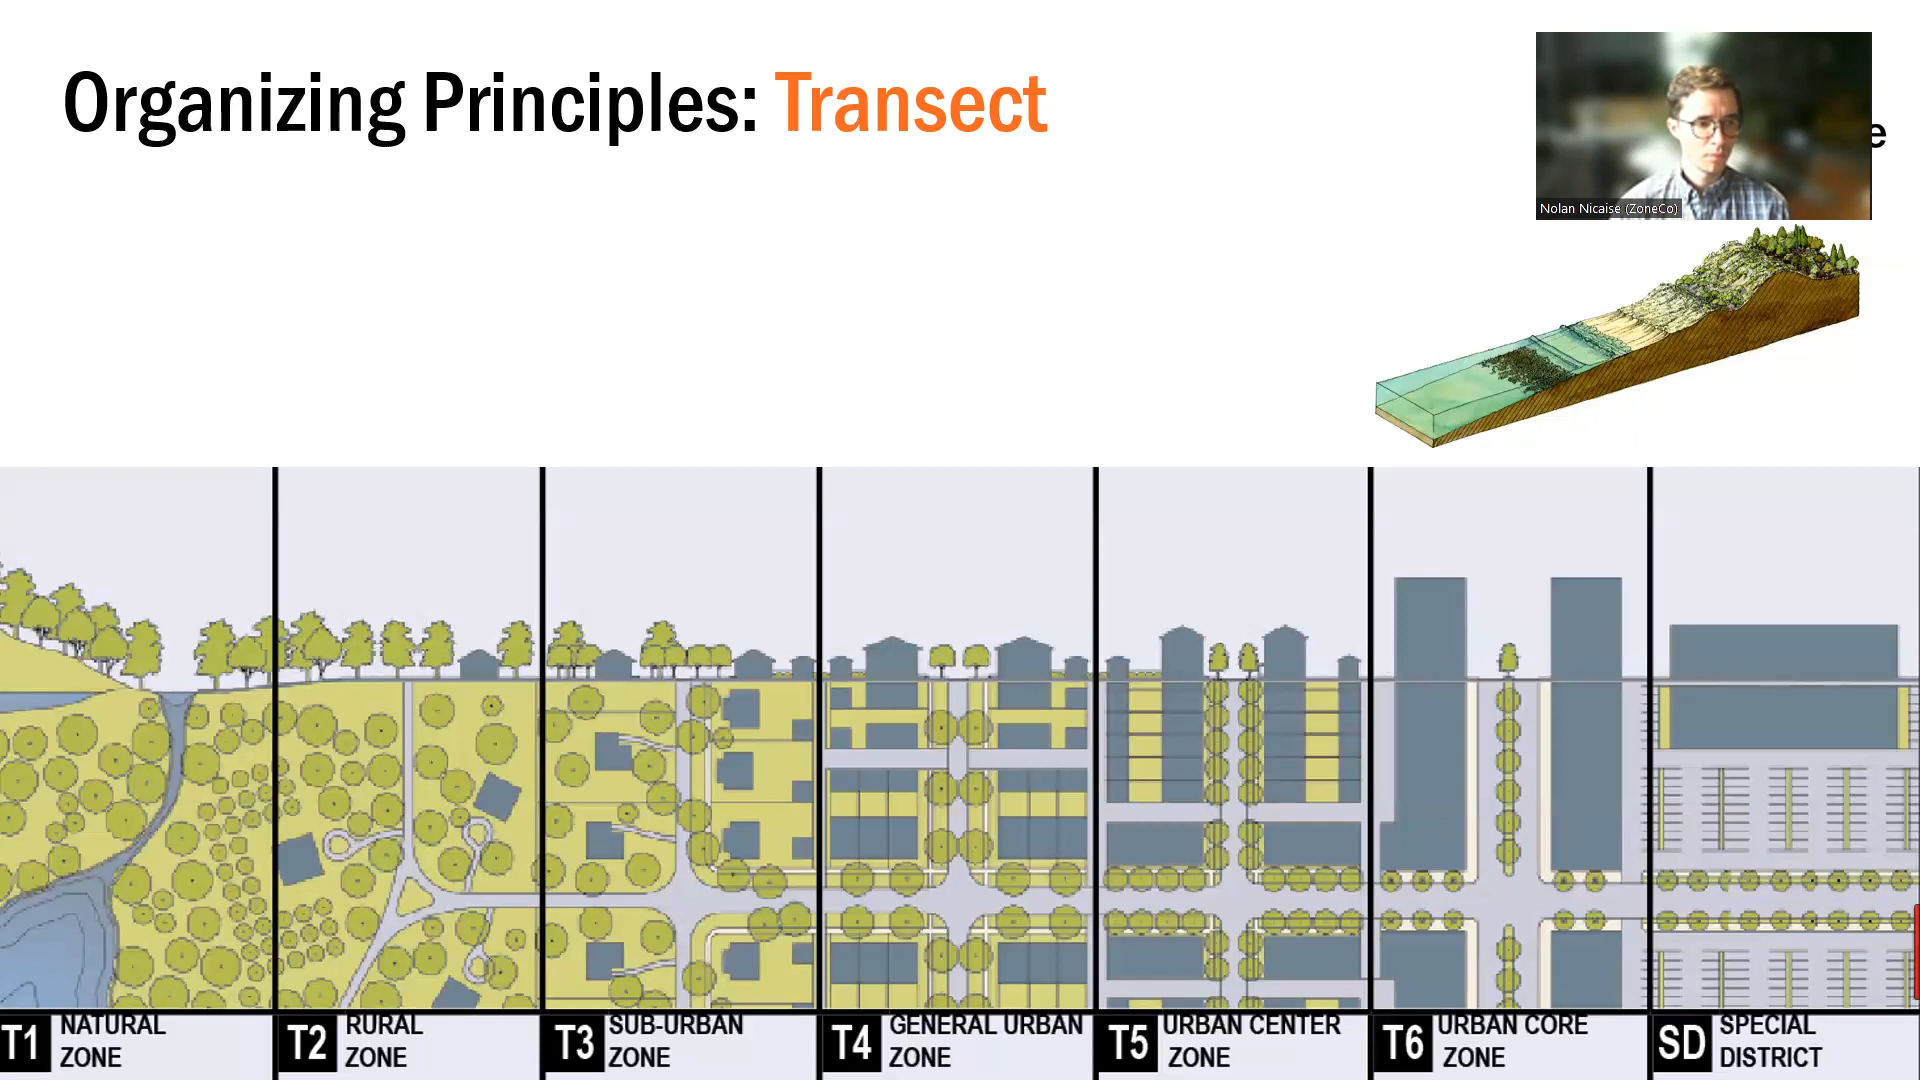 Organizing Principles: Transect
e
Nolan Nicaise (ZoneCo)
T1 NATURAL
ZONE
T2 RURAL
ZONE
T3 SUB-URBAN
ZONE
T4 GENERAL URBAN
ZONE
T5 URBAN CENTER
ZONE
T6 URBAN CORE
ZONE
SD SPECIAL
DISTRICT